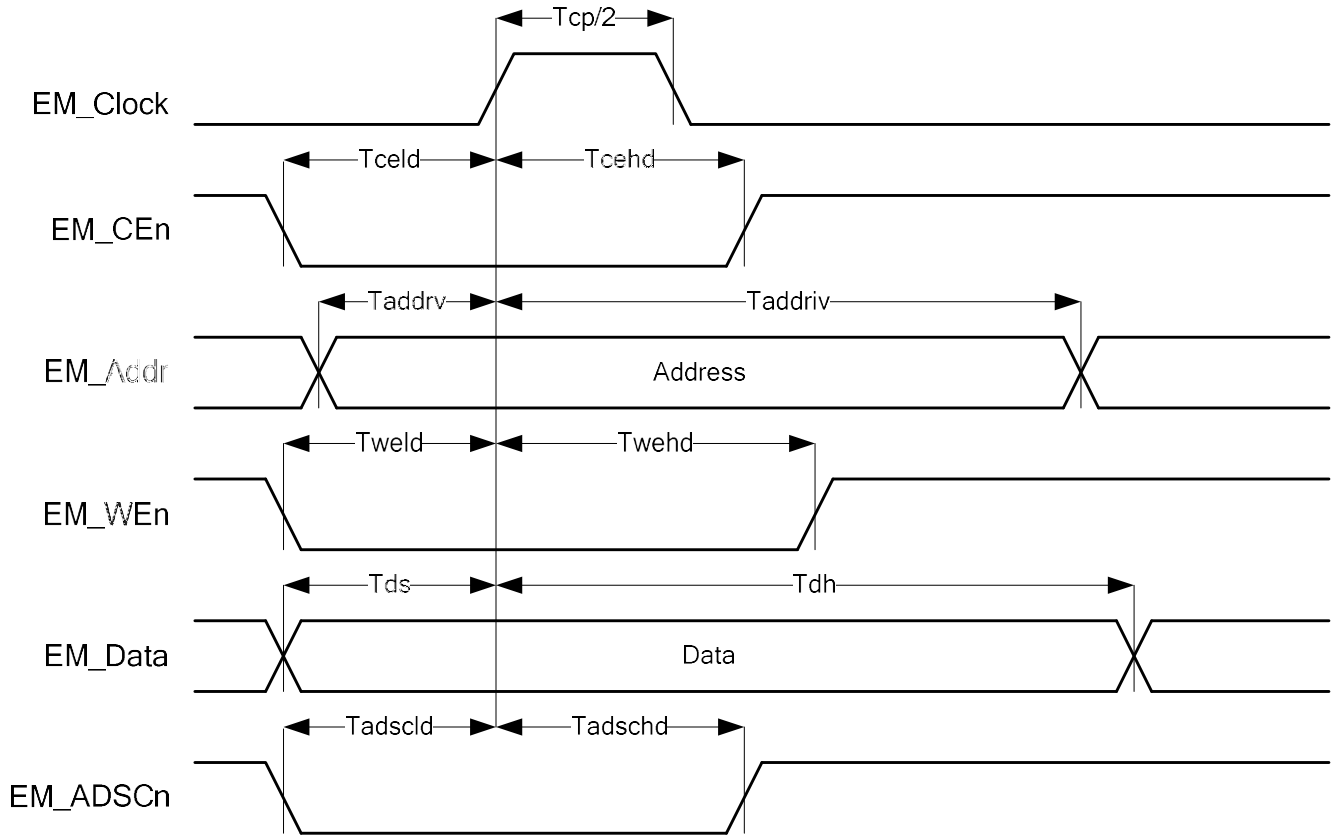 Tcp/2
EM_Clock
Tceld Tcehd
EM_CEn
Taddrv Taddriv
EM_Addr Address
Tweld Twehd
EM_WEn
Tds Tdh
EM_Data Data
Tadscld Tadschd
EM_ADSCn